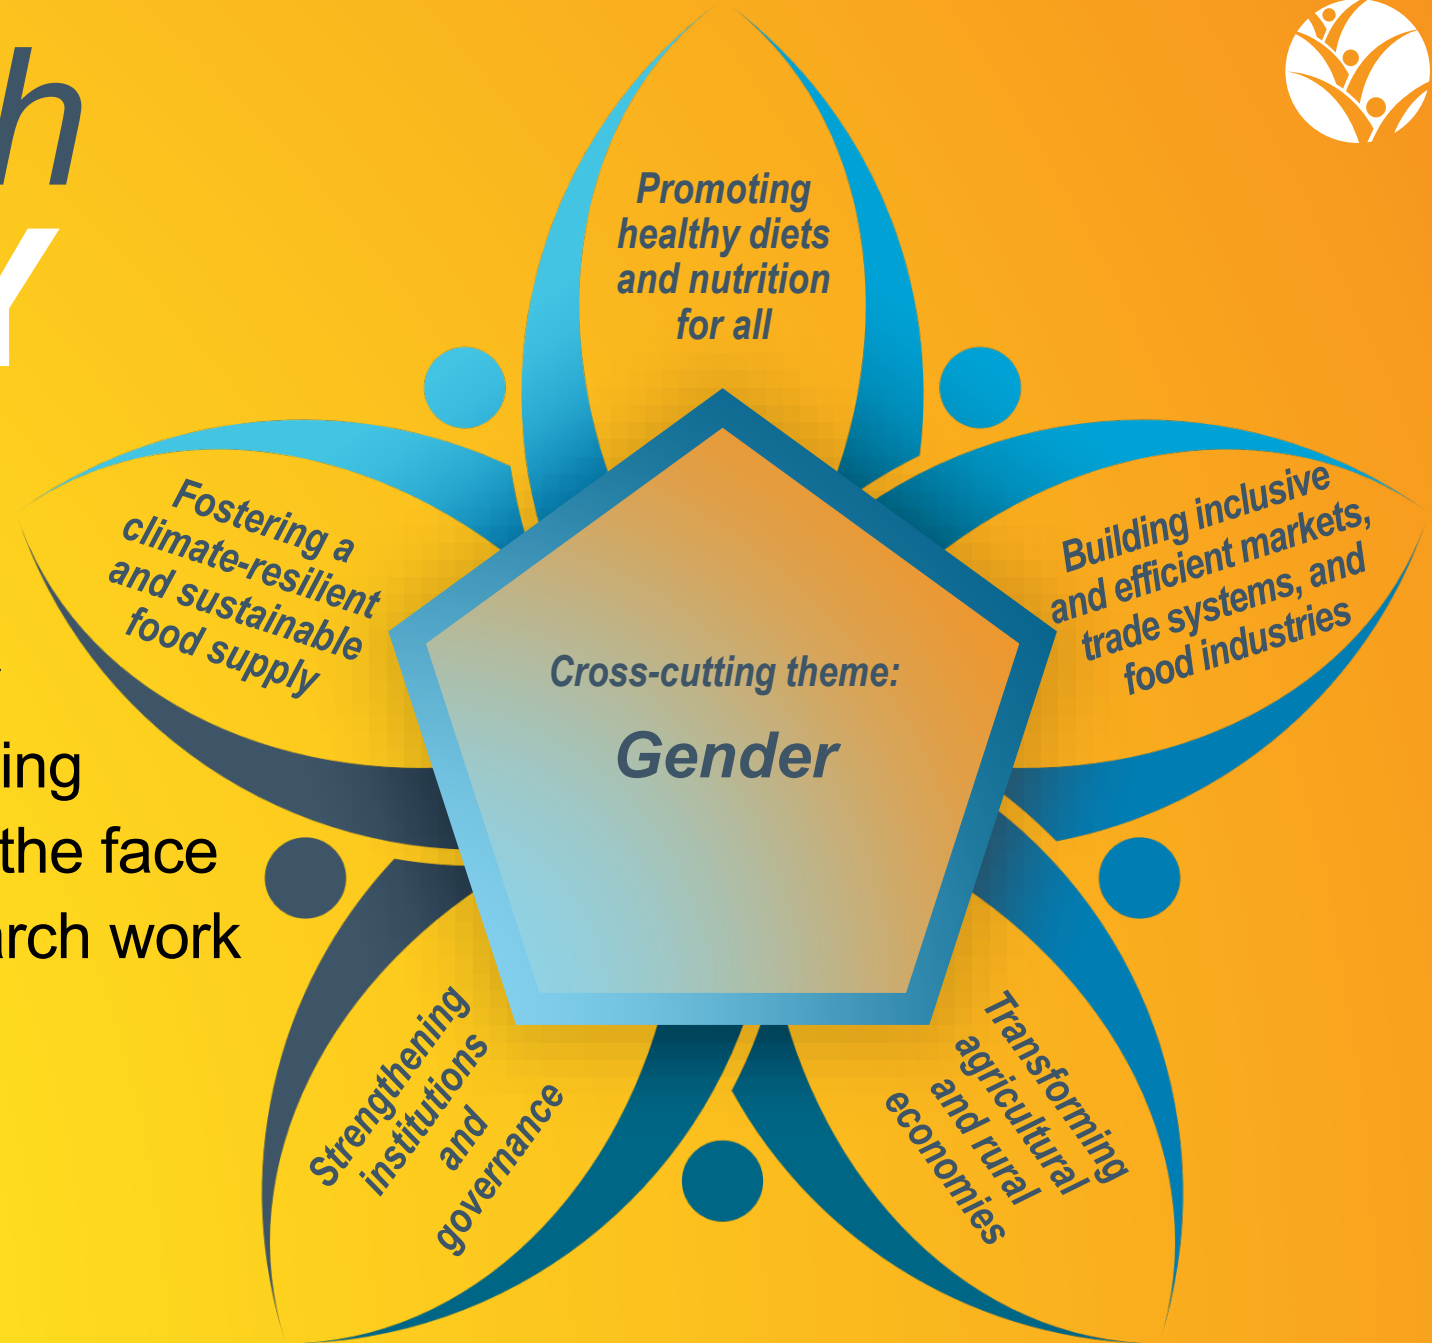 h
Y
ing
the face
arch work
Promoting
healthy diets
and nutrition
for all
Fostering a
climate-resilient
and sustainable
food supply
Building inclusive
and efficient markets,
trade systems, and
food industries
Cross-cutting theme:
Gender
Strengthening
institutions
and
governance
Transforming
agricultural
and rural
economies